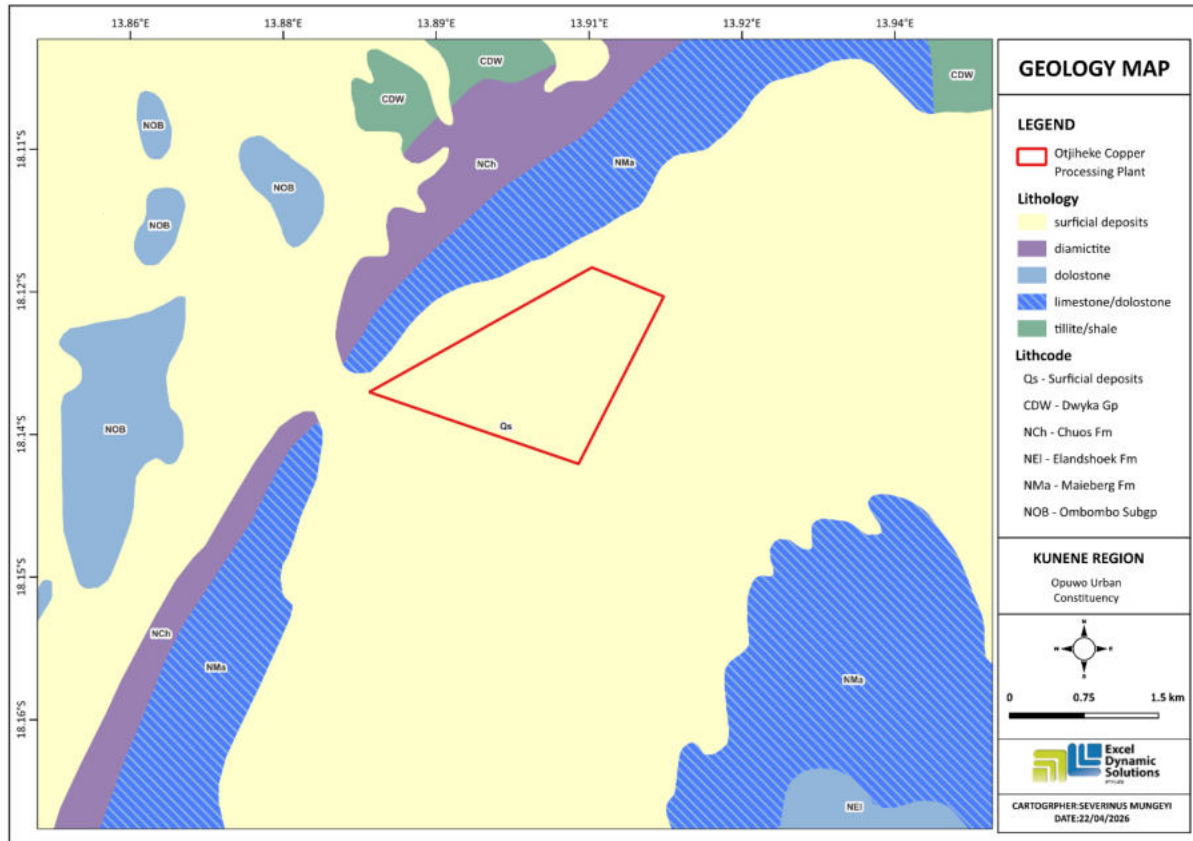 13.86°E
13.88°E
13.89°E
13.91°E
13.92°E
13.94°E
18.11°S
18.12°S
18.14°S
18.15°S
18.16°S
CDW
CDW
CDW
NOB
NCh
NMa
NOB
NOB
NOB
Qs
NCh
NMa
NMa
NEl
GEOLOGY MAP
LEGEND
Otjiheke Copper
Processing Plant
Lithology
surficial deposits
diamictite
dolostone
limestone/dolostone
tillite/shale
Lithcode
Qs - Surficial deposits
CDW - Dwyka Gp
NCh - Chuos Fm
NEl - Elandshoek Fm
NMa - Maieberg Fm
NOB - Ombombo Subgp
KUNENE REGION
Opuwo Urban
Constituency
N
E
S
0 0.75 1.5 km
Excel
Dynamic
Solutions
CARTOGRPHER:SEVERINUS MUNGEYI
DATE:22/04/2026